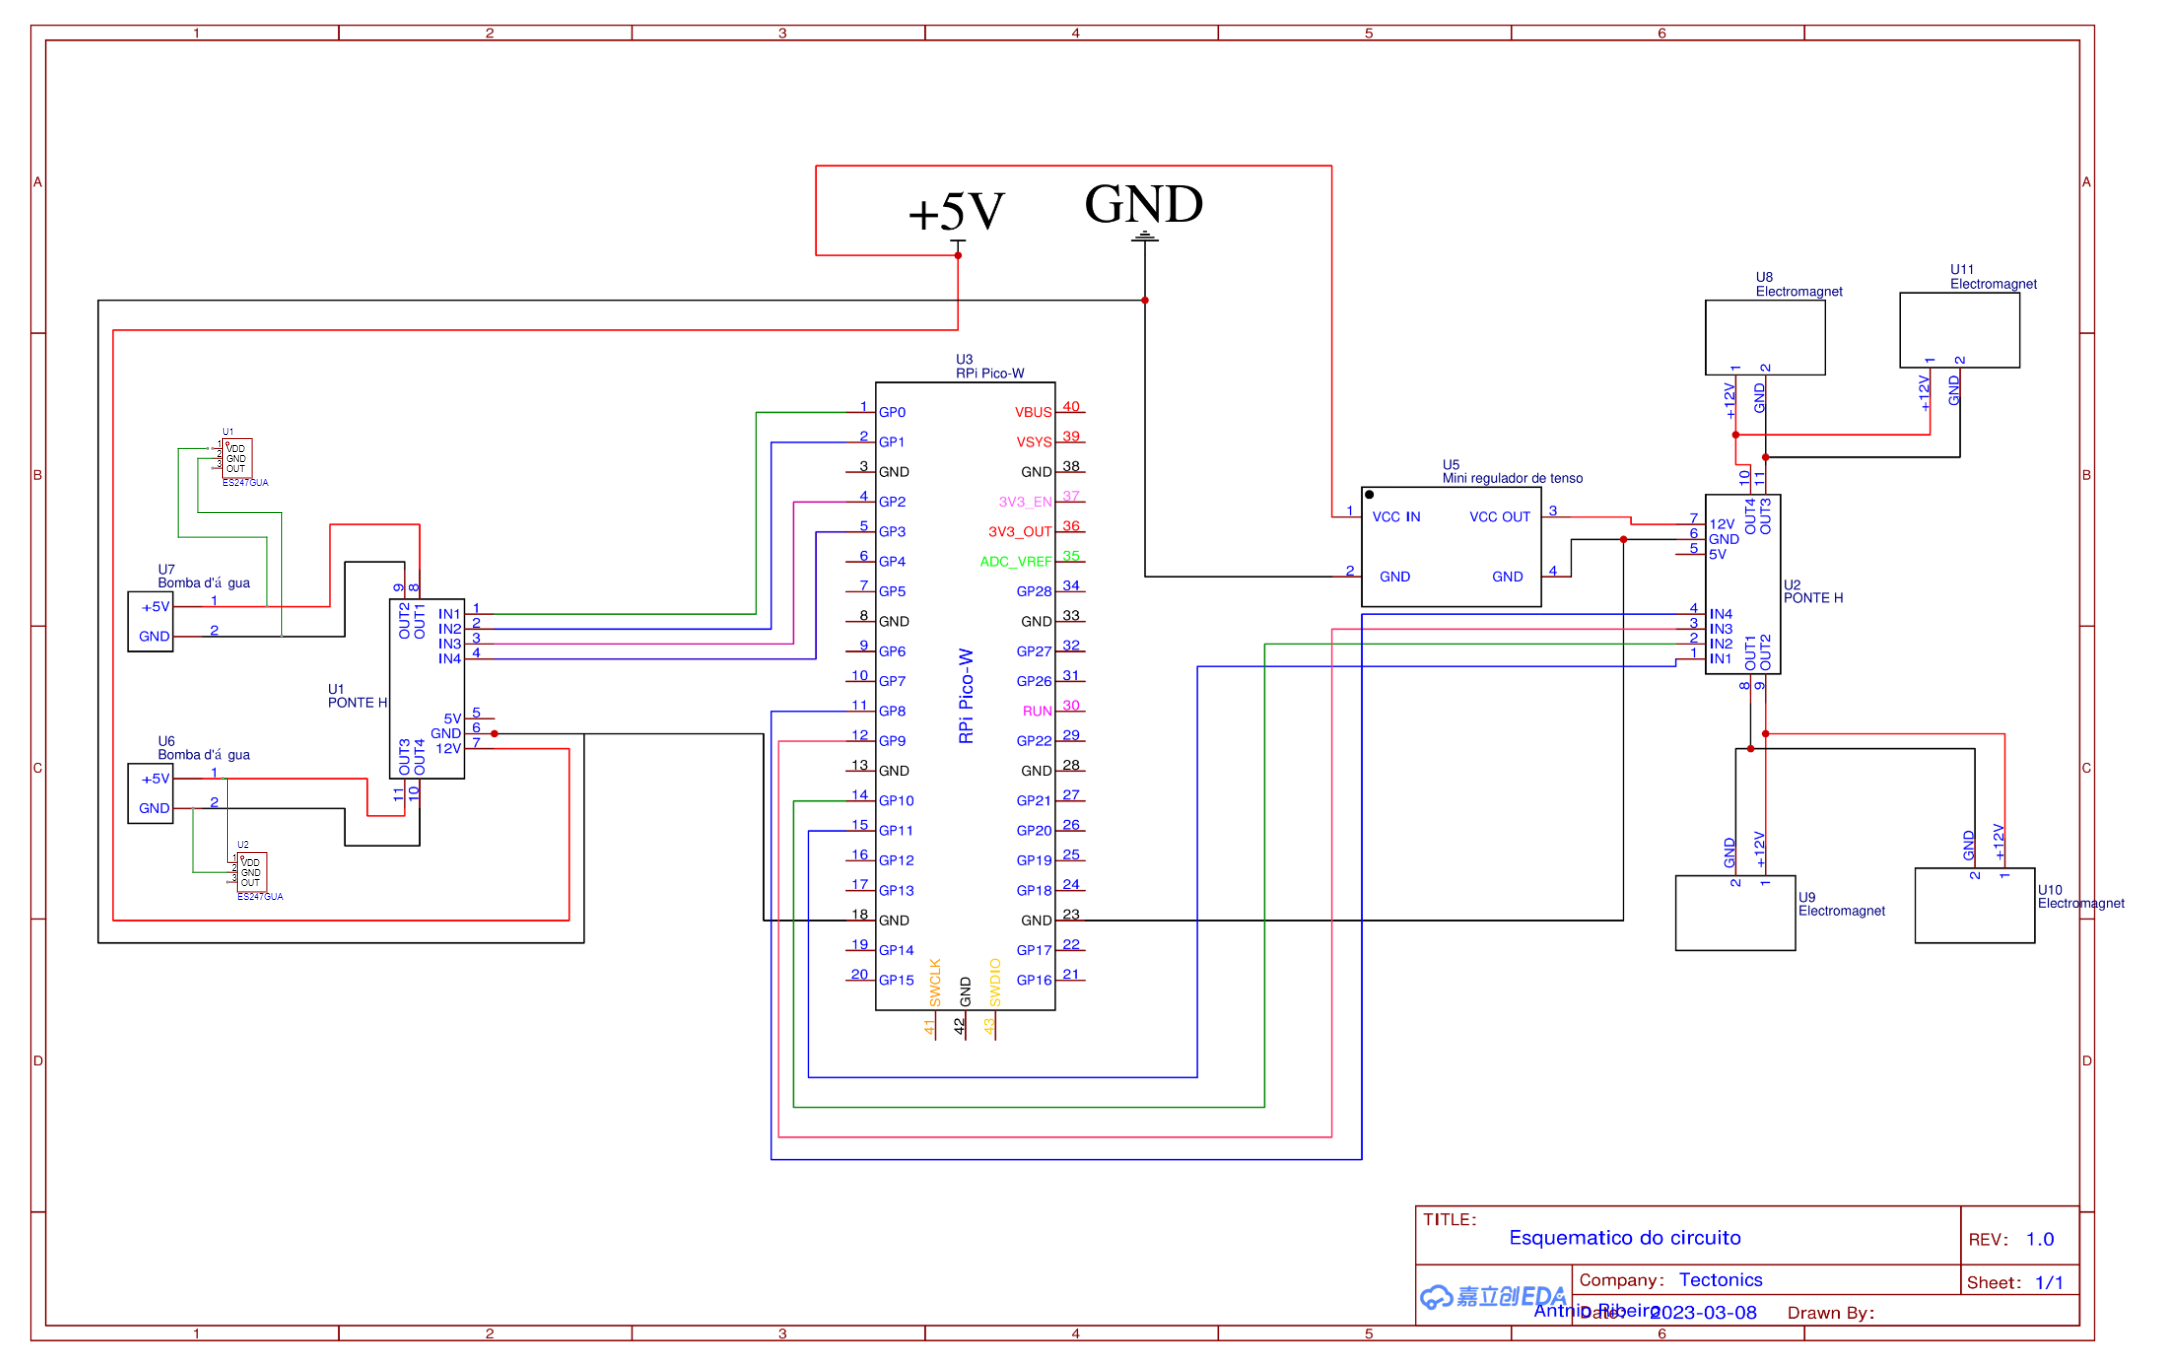 1 2 3 4 5 6
A A
+5V GND
U11
Electromagnet
U8
Electromagnet
1 2
+12V GND
1 2
+12V GND
B B
U3
RPi Pico-W
1 GP0 VBUS 40
2 GP1 VSYS 39
3 GND GND 38
4 GP2 3V3_EN 37
5 GP3 3V3_OUT 36
6 GP4 ADC_VREF 35
7 GP5 GP28 34
8 GND GND 33
9 GP6 GP27 32
10 GP7 GP26 31
11 GP8 RUN 30
12 GP9 GP22 29
13 GND GND 28
14 GP10 GP21 27
15 GP11 GP20 26
16 GP12 GP19 25
17 GP13 GP18 24
18 GND GND 23
19 GP14 GP17 22
20 GP15 GP16 21
RPi Pico-W
SWCLK GND SWDIO
41 42 43
U1
1 VDD
2 GND
3 OUT
ES247GUA
U7
Bomba d'á gua
+5V 1
GND 2
9 8
OUT2 OUT1
IN1 1
IN2 2
IN3 3
IN4 4
U1
PONTE H
5V 5
GND 6
12V 7
OUT3 OUT4
11 10
U6
Bomba d'á gua
+5V 1
GND 2
U2
1 VDD
2 GND
3 OUT
ES247GUA
U5
Mini regulador de tenso
1 VCC IN VCC OUT 3
2 GND GND 4
10 11
OUT4 OUT3
7 12V
6 GND
5 5V
U2
PONTE H
4 IN4
3 IN3
2 IN2
1 IN1
OUT1 OUT2
8 9
C C
GND +12V
2 1
U9
Electromagnet
GND +12V
2 1
U10
Electromagnet
D D
TITLE:
Esquematico do circuito
REV: 1.0
嘉立创EDA
Company: Tectonics
Sheet: 1/1
Date: 2023-03-08
Drawn By:
Antnio Ribeiro
1 2 3 4 5 6